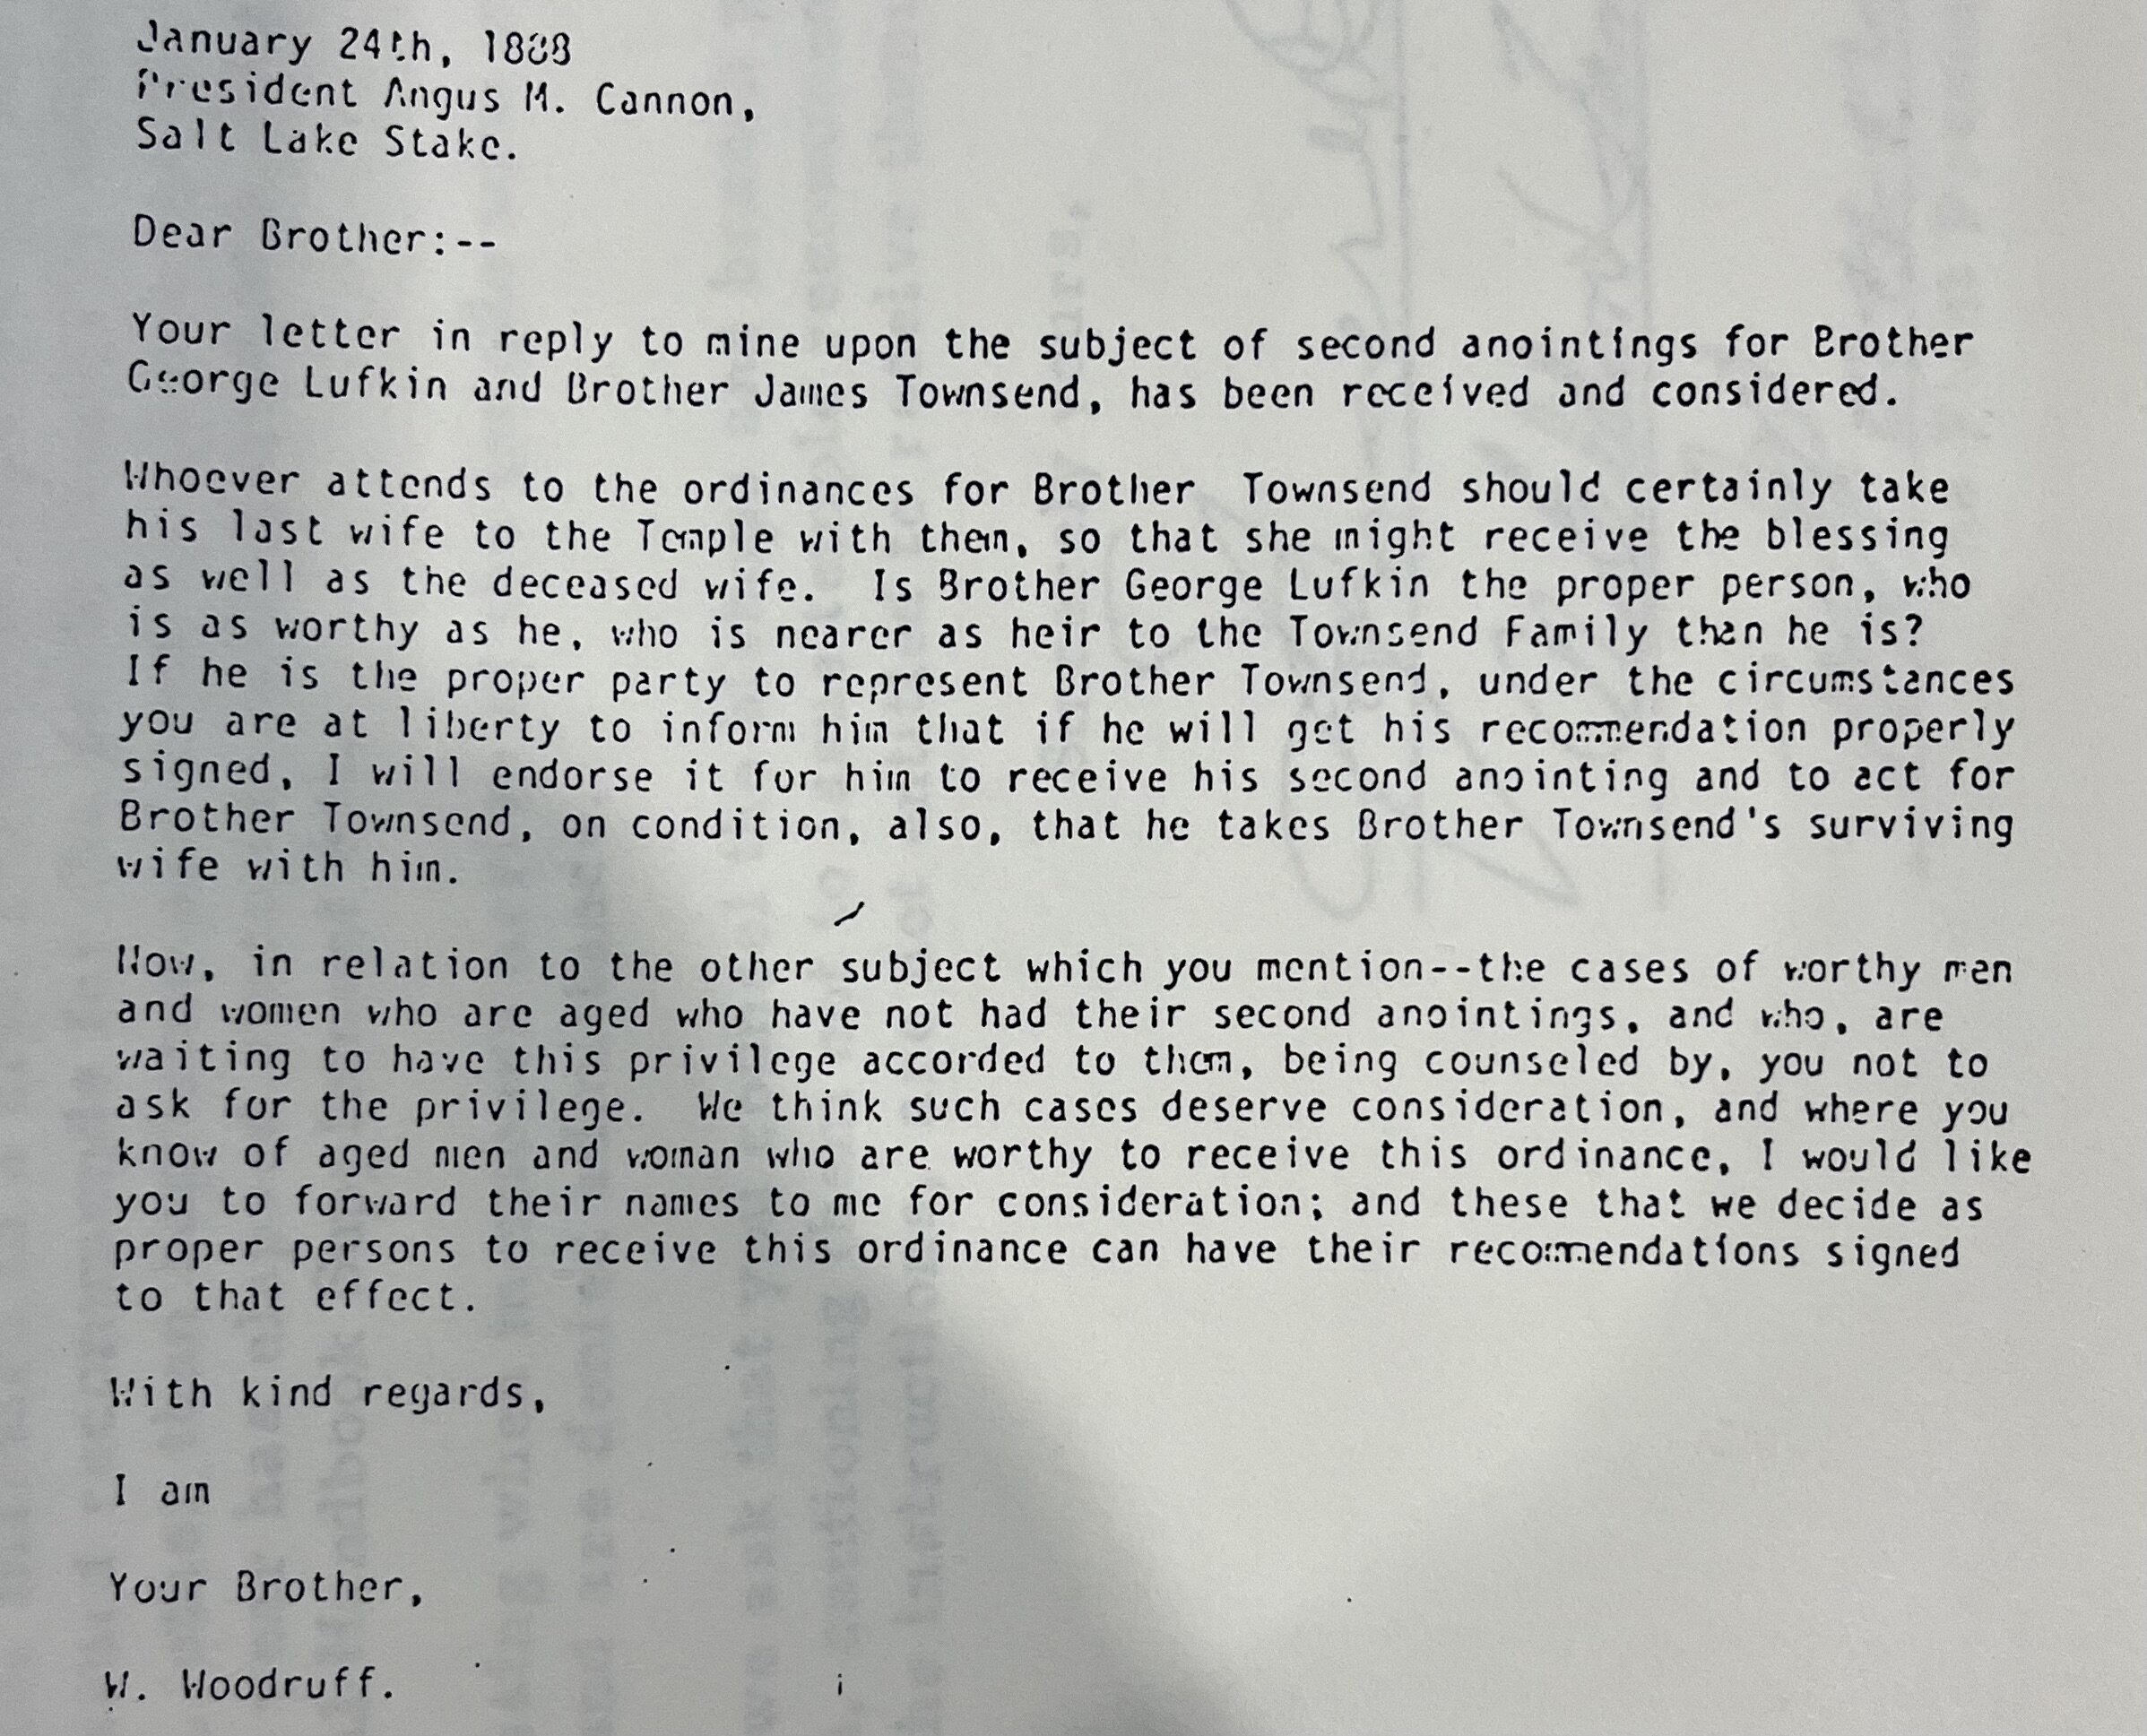 January 24th, 1888
President Angus M. Cannon,
Salt Lake Stake.
Dear Brother:--
Your letter in reply to mine upon the subject of second anointings for Brother
George Lufkin and Brother James Townsend, has been received and considered.
Whoever attends to the ordinances for Brother Townsend should certainly take
his last wife to the Temple with them, so that she might receive the blessing
as well as the deceased wife. Is Brother George Lufkin the proper person, who
is as worthy as he, who is nearer as heir to the Townsend Family than he is?
If he is the proper party to represent Brother Townsend, under the circumstances
you are at liberty to inform him that if he will get his recommendation properly
signed, I will endorse it for him to receive his second anointing and to act for
Brother Townsend, on condition, also, that he takes Brother Townsend's surviving
wife with him.
Now, in relation to the other subject which you mention--the cases of worthy men
and women who are aged who have not had their second anointings, and who, are
waiting to have this privilege accorded to them, being counseled by, you not to
ask for the privilege. We think such cases deserve consideration, and where you
know of aged men and woman who are worthy to receive this ordinance, I would like
you to forward their names to me for consideration; and these that we decide as
proper persons to receive this ordinance can have their recommendations signed
to that effect.
With kind regards,
I am
Your Brother,
W. Woodruff.